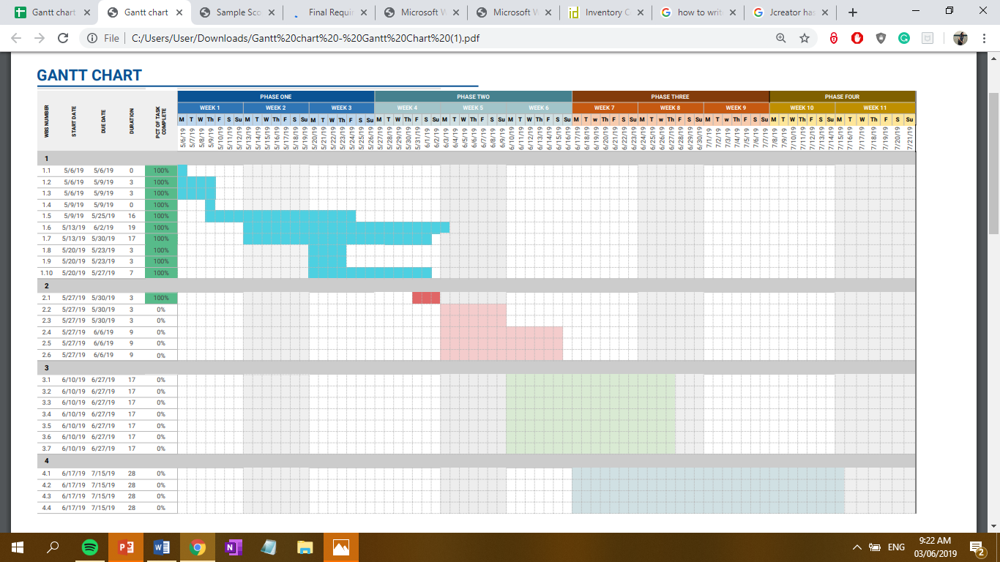 Gantt chart
Gantt chart
Sample Sco
Final Requir
Microsoft W
Microsoft W
Inventory C
how to writ
Jcreator has
File | C:/Users/User/Downloads/Gantt%20chart%20-%20Gantt%20Chart%20(1).pdf
GANTT CHART
WBS NUMBER START DATE DUE DATE DURATION PCT OF TASK COMPLETE
PHASE ONE PHASE TWO PHASE THREE PHASE FOUR
WEEK 1 WEEK 2 WEEK 3 WEEK 4 WEEK 5 WEEK 6 WEEK 7 WEEK 8 WEEK 9 WEEK 10 WEEK 11
M T W Th F S Su M T W Th F S Su M T W Th F S Su M T W Th F S Su M T W Th F S Su M T W Th F S Su M T w Th F S Su M T w Th F S Su M T w Th F S Su M T W Th F S Su M T W Th F S Su
5/6/19 5/7/19 5/8/19 5/9/19 5/10/19 5/11/19 5/12/19 5/13/19 5/14/19 5/15/19 5/16/19 5/17/19 5/18/19 5/19/19 5/20/19 5/21/19 5/22/19 5/23/19 5/24/19 5/25/19 5/26/19 5/27/19 5/28/19 5/29/19 5/30/19 5/31/19 6/1/19 6/2/19 6/3/19 6/4/19 6/5/19 6/6/19 6/7/19 6/8/19 6/9/19 6/10/19 6/11/19 6/12/19 6/13/19 6/14/19 6/15/19 6/16/19 6/17/19 6/18/19 6/19/19 6/20/19 6/21/19 6/22/19 6/23/19 6/24/19 6/25/19 6/26/19 6/27/19 6/28/19 6/29/19 6/30/19 7/1/19 7/2/19 7/3/19 7/4/19 7/5/19 7/6/19 7/7/19 7/8/19 7/9/19 7/10/19 7/11/19 7/12/19 7/13/19 7/14/19 7/15/19 7/16/19 7/17/19 7/18/19 7/19/19 7/20/19 7/21/19
1
1.1 5/6/19 5/6/19 0 100%
1.2 5/6/19 5/9/19 3 100%
1.3 5/6/19 5/9/19 3 100%
1.4 5/9/19 5/9/19 0 100%
1.5 5/9/19 5/25/19 16 100%
1.6 5/13/19 6/2/19 19 100%
1.7 5/13/19 5/30/19 17 100%
1.8 5/20/19 5/23/19 3 100%
1.9 5/20/19 5/23/19 3 100%
1.10 5/20/19 5/27/19 7 100%
2
2.1 5/27/19 5/30/19 3 100%
2.2 5/27/19 5/30/19 3 0%
2.3 5/27/19 5/30/19 3 0%
2.4 5/27/19 6/6/19 9 0%
2.5 5/27/19 6/6/19 9 0%
2.6 5/27/19 6/6/19 9 0%
3
3.1 6/10/19 6/27/19 17 0%
3.2 6/10/19 6/27/19 17 0%
3.3 6/10/19 6/27/19 17 0%
3.4 6/10/19 6/27/19 17 0%
3.5 6/10/19 6/27/19 17 0%
3.6 6/10/19 6/27/19 17 0%
3.7 6/10/19 6/27/19 17 0%
4
4.1 6/17/19 7/15/19 28 0%
4.2 6/17/19 7/15/19 28 0%
4.3 6/17/19 7/15/19 28 0%
4.4 6/17/19 7/15/19 28 0%
ENG
9:22 AM
03/06/2019
2